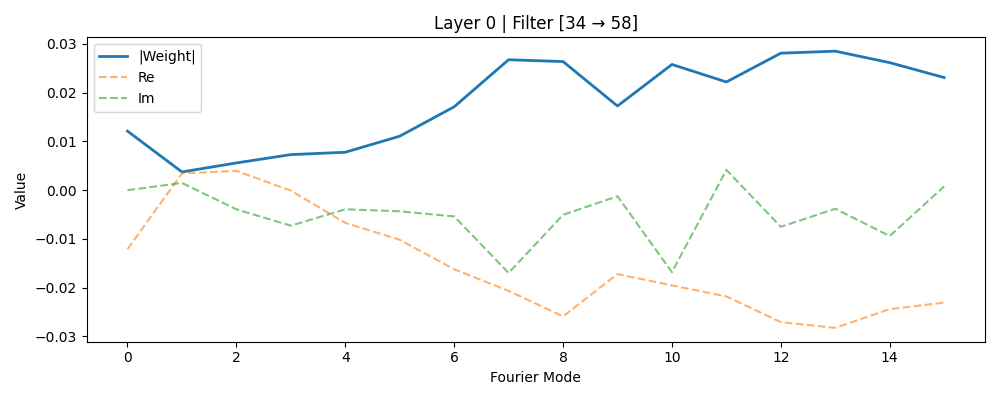 Layer 0 | Filter [34 → 58]
|Weight|
Re
Im
Value
0.03
0.02
0.01
0.00
−0.01
−0.02
−0.03
0 2 4 6 8 10 12 14
Fourier Mode